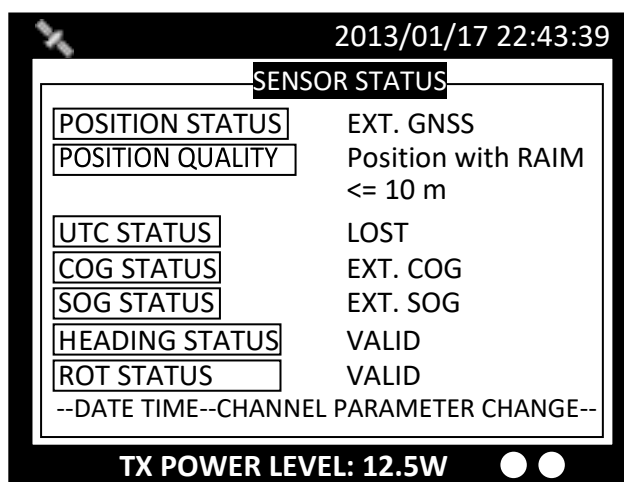 2013/01/17 22:43:39
SENSOR STATUS
POSITION STATUS EXT. GNSS
POSITION QUALITY Position with RAIM
<= 10 m
UTC STATUS LOST
COG STATUS EXT. COG
SOG STATUS EXT. SOG
HEADING STATUS VALID
ROT STATUS VALID
--DATE TIME--CHANNEL PARAMETER CHANGE--
TX POWER LEVEL: 12.5W